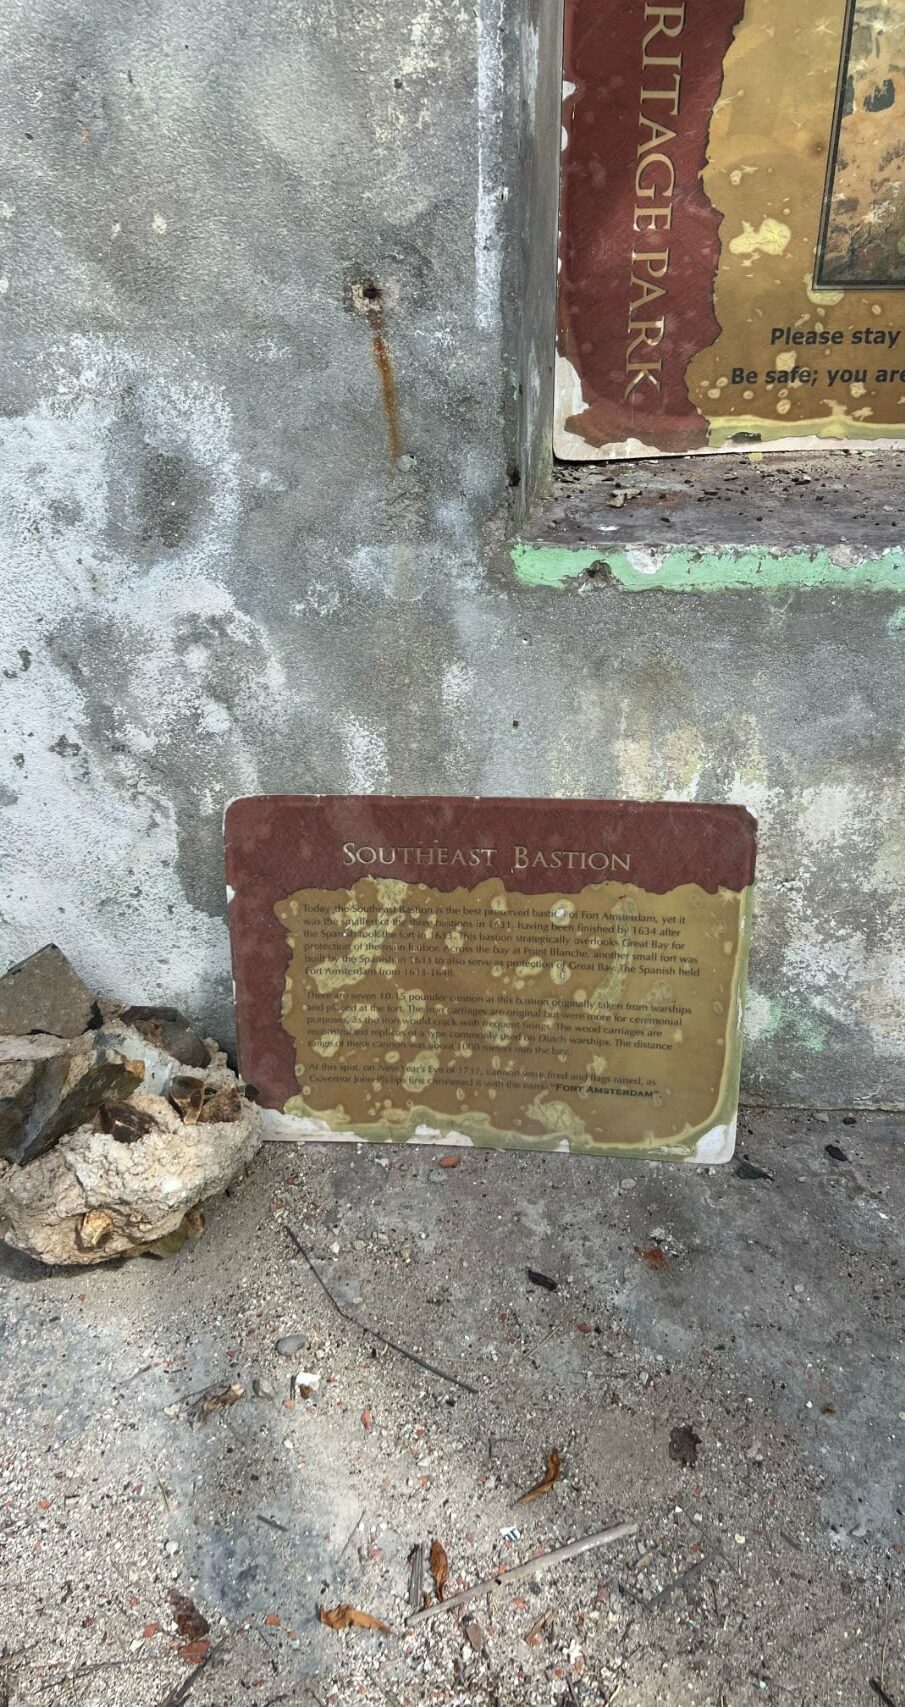 RITAGE PARK
Please stay
Be safe; you are
SOUTHEAST BASTION
Today, the Southeast Bastion is the best preserved bastion of Fort Amsterdam, yet it
was the smallest of the three bastions in 1631, having been finished by 1634 after
the Spanish took the fort in 1633. This bastion strategically overlooks Great Bay for
protection of the main harbor. Across the bay at Point Blanche, another small fort was
built by the Spanish in 1633 to also serve as protection of Great Bay. The Spanish held
Fort Amsterdam from 1633-1648.
There are seven 10-15 pounder cannon at this bastion originally taken from warships
and placed at the fort. The iron carriages are original but were more for ceremonial
purposes, as the iron would crack with frequent firings. The wood carriages are
reconstructed replicas of a type commonly used on Dutch warships. The distance
range of these cannon was about 1000 metres into the bay.
At this spot, on New Year's Eve of 1737, cannon were fired and flags raised, as
Governor John Philips first christened it with the name "FORT AMSTERDAM".